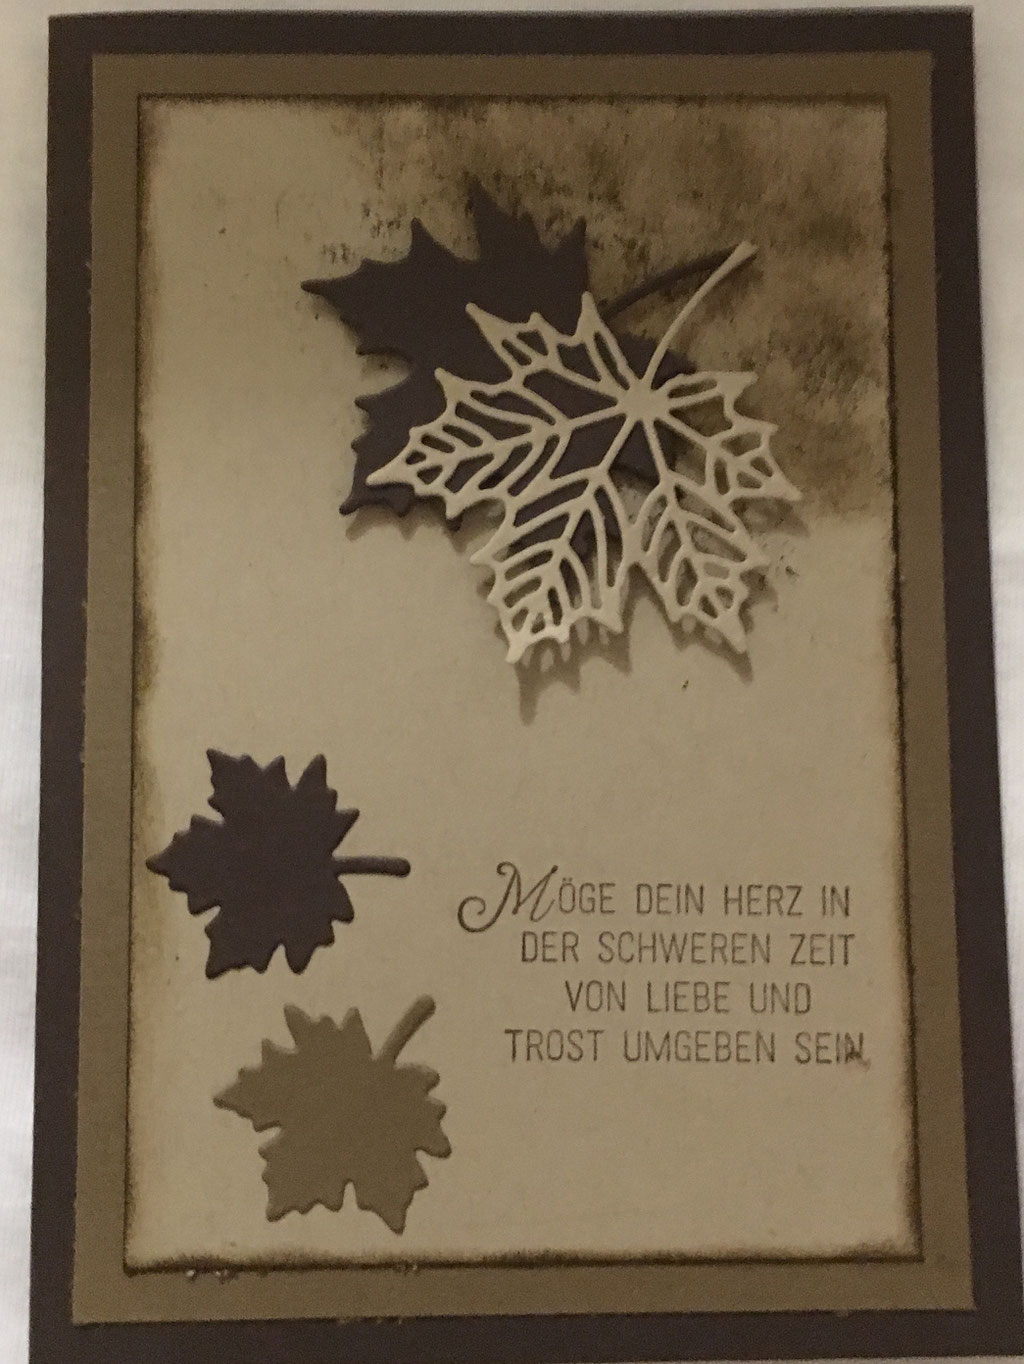 MÖGE DEIN HERZ IN
DER SCHWEREN ZEIT
VON LIEBE UND
TROST UMGEBEN SEIN